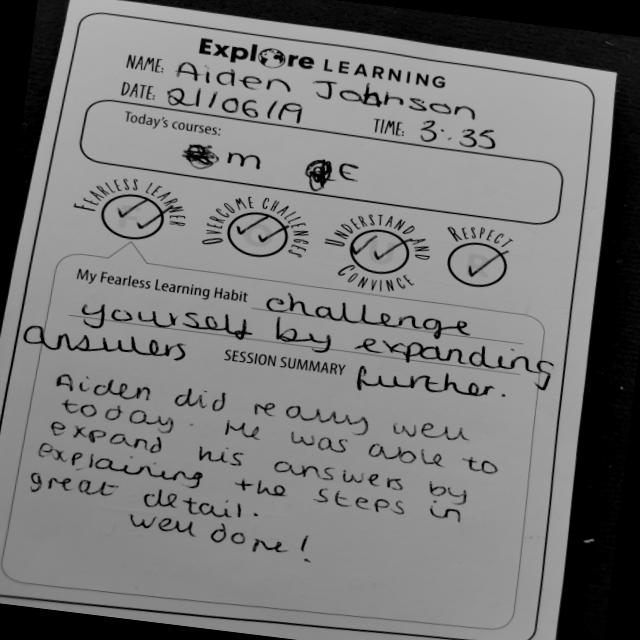 Explore LEARNING
NAME: Aiden Johnson
DATE: 21/06/19 TIME: 3:35
Today's courses:
m E
FEARLESS LEARNER OVERCOME CHALLENGES UNDERSTAND AND CONVINCE RESPECT
My Fearless Learning Habit challenge
yourself by expanding
answers SESSION SUMMARY further.
Aiden did really well
today. He was able to
expand his answers by
explaining the steps in
great detail.
well done!